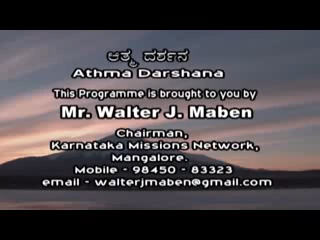 ಆತ್ಮ ದರ್ಶನ
Athma Darshana
This Programme is brought to you by
Mr. Walter J. Maben
Chairman,
Karnataka Missions Network,
Mangalore.
Mobile - 98450 - 83323
email - walterjmaben@gmail.com